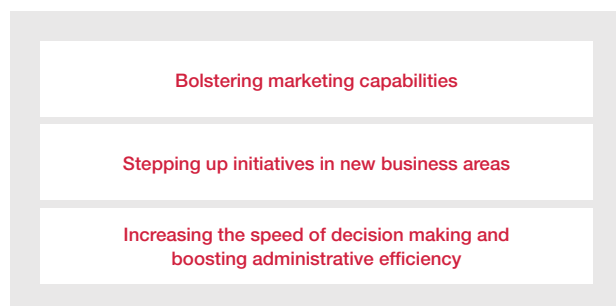 Bolstering marketing capabilities
Stepping up initiatives in new business areas
Increasing the speed of decision making and
boosting administrative efficiency